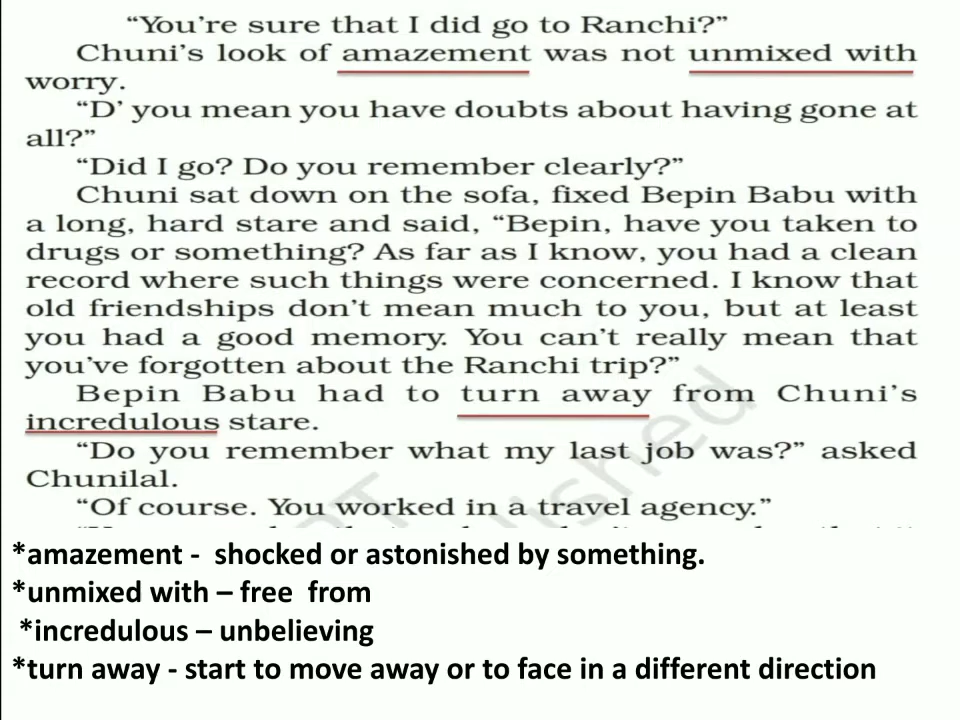 “You’re sure that I did go to Ranchi?”
Chuni’s look of amazement was not unmixed with
worry.
“D’ you mean you have doubts about having gone at
all?”
“Did I go? Do you remember clearly?”
Chuni sat down on the sofa, fixed Bepin Babu with
a long, hard stare and said, “Bepin, have you taken to
drugs or something? As far as I know, you had a clean
record where such things were concerned. I know that
old friendships don’t mean much to you, but at least
you had a good memory. You can’t really mean that
you’ve forgotten about the Ranchi trip?”
Bepin Babu had to turn away from Chuni’s
incredulous stare.
“Do you remember what my last job was?” asked
Chunilal.
“Of course. You worked in a travel agency.”
*amazement - shocked or astonished by something.
*unmixed with – free from
*incredulous – unbelieving
*turn away - start to move away or to face in a different direction